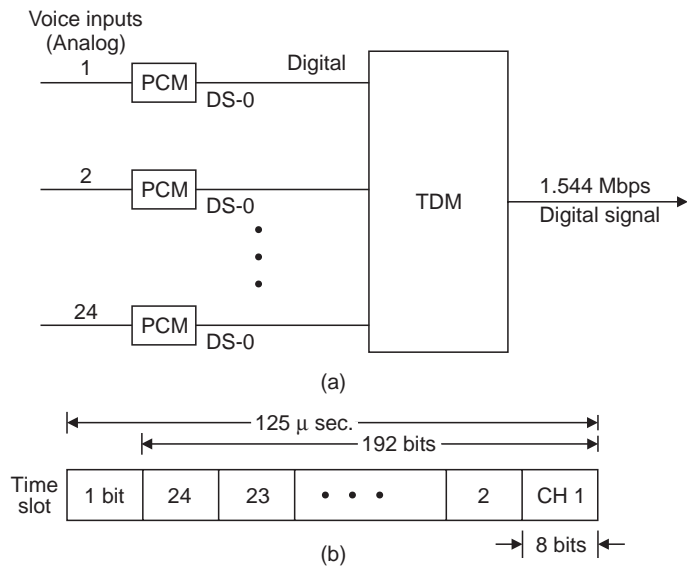 Voice inputs
(Analog)
1
PCM
DS-0
Digital
2
PCM
DS-0
24
PCM
DS-0
TDM
1.544 Mbps
Digital signal
(a)
125 μ sec.
192 bits
Time
slot
1 bit 24 23 • • • 2 CH 1
8 bits
(b)